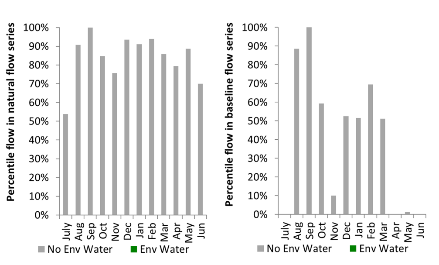 Percentile flow in natural flow series
100%
90%
80%
70%
60%
50%
40%
30%
20%
10%
0%
July
Aug
Sep
Oct
Nov
Dec
Jan
Feb
Mar
Apr
May
Jun
No Env Water
Env Water
Percentile flow in baseline flow series
100%
90%
80%
70%
60%
50%
40%
30%
20%
10%
0%
July
Aug
Sep
Oct
Nov
Dec
Jan
Feb
Mar
Apr
May
Jun
No Env Water
Env Water